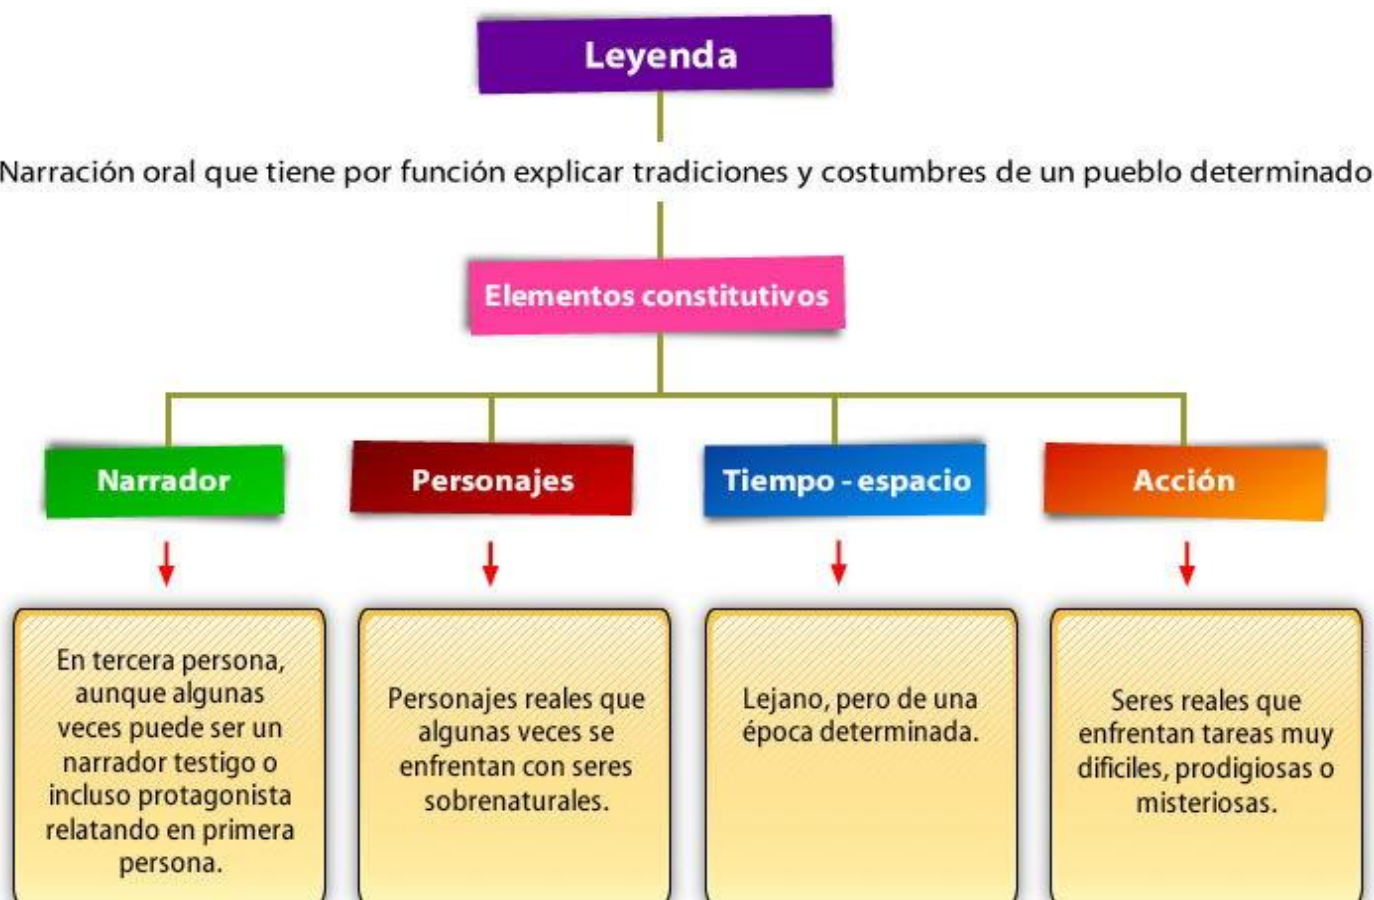 Leyenda
Narración oral que tiene por función explicar tradiciones y costumbres de un pueblo determinado
Elementos constitutivos
Narrador
Personajes
Tiempo - espacio
Acción
En tercera persona,
aunque algunas
veces puede ser un
narrador testigo o
incluso protagonista
relatando en primera
persona.
Personajes reales que
algunas veces se
enfrentan con seres
sobrenaturales.
Lejano, pero de una
época determinada.
Seres reales que
enfrentan tareas muy
dificiles, prodigiosas o
misteriosas.